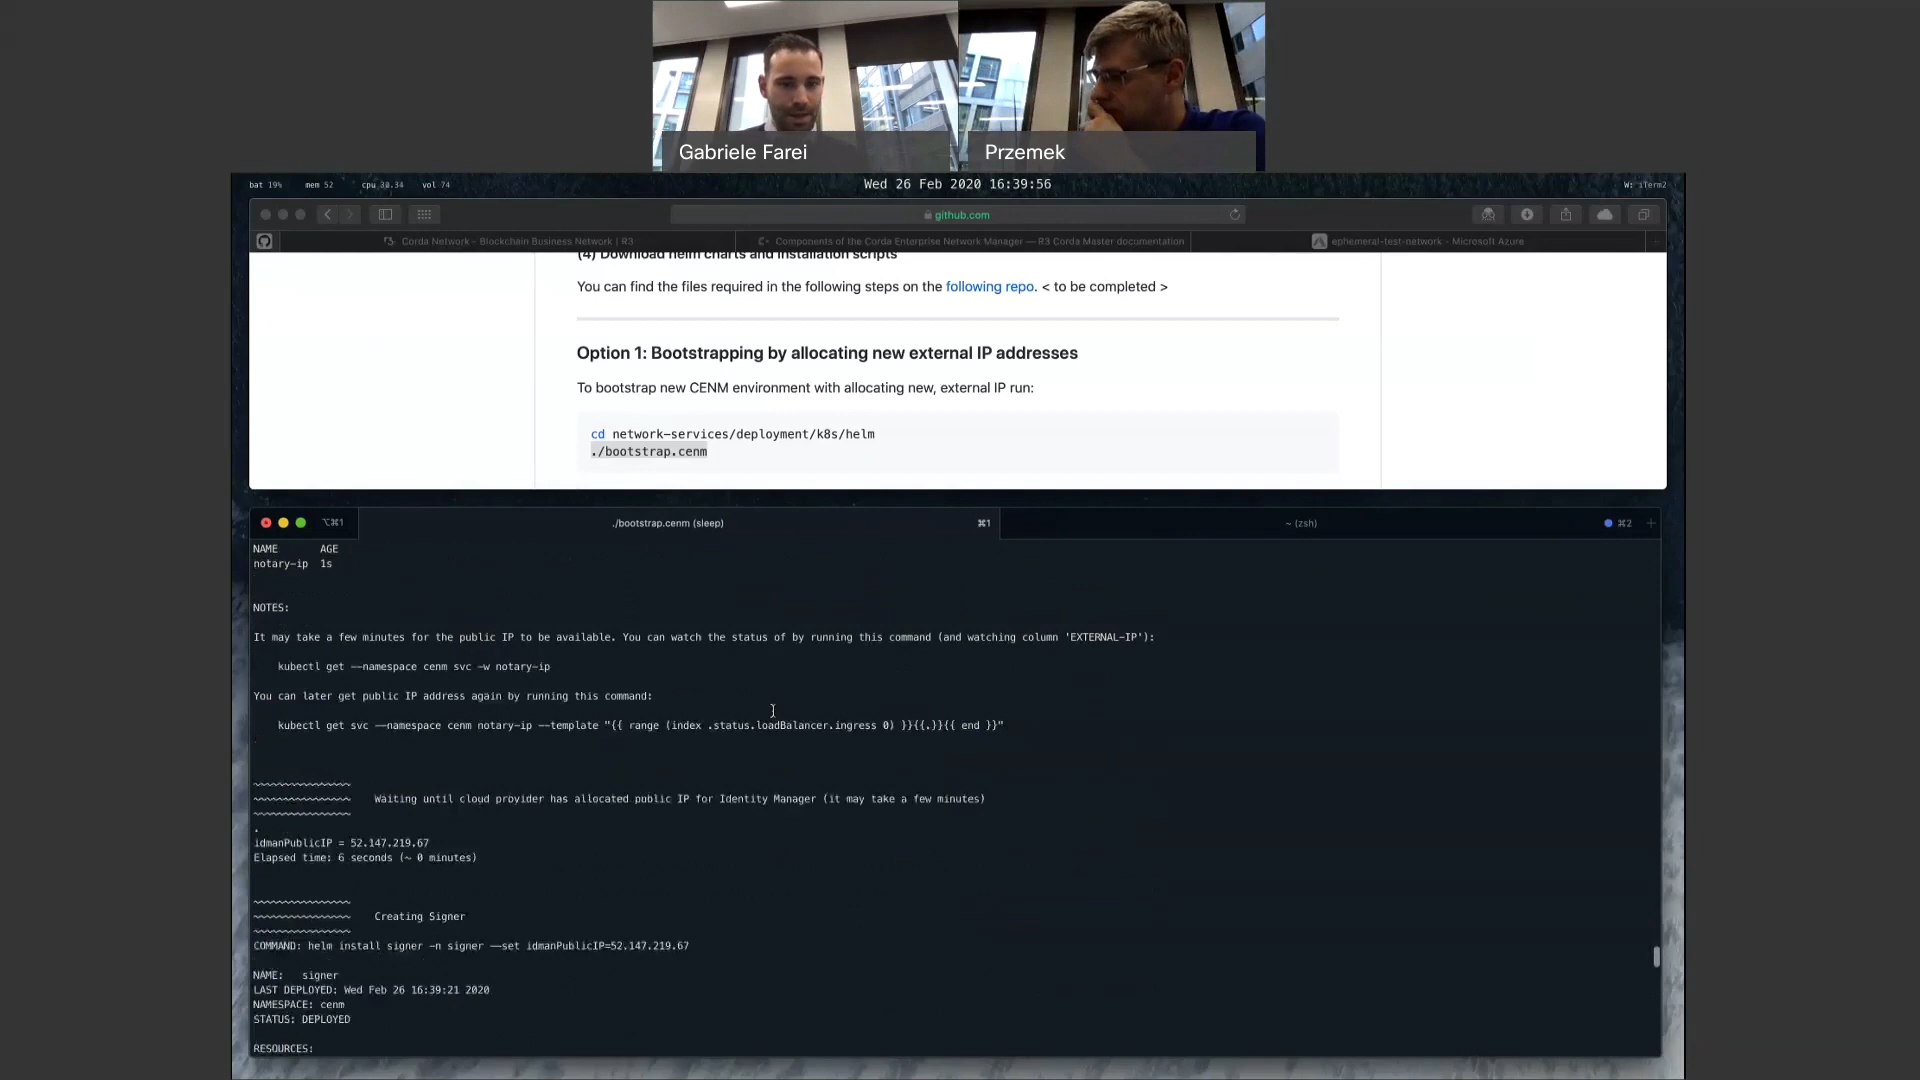 Gabriele Farei
Przemek
bat 19% mem 52 cpu 30.34 vol 74
Wed 26 Feb 2020 16:39:56
W: iTerm2
github.com
Corda Network - Blockchain Business Network | R3
Components of the Corda Enterprise Network Manager — R3 Corda Master documentation
ephemeral-test-network - Microsoft Azure
(4) Download helm charts and installation scripts
You can find the files required in the following steps on the following repo. < to be completed >
Option 1: Bootstrapping by allocating new external IP addresses
To bootstrap new CENM environment with allocating new, external IP run:
cd network-services/deployment/k8s/helm
./bootstrap.cenm
⌥⌘1
./bootstrap.cenm (sleep)
⌘1
~ (zsh)
⌘2
NAME AGE
notary-ip 1s
NOTES:
It may take a few minutes for the public IP to be available. You can watch the status of by running this command (and watching column 'EXTERNAL-IP'):
kubectl get --namespace cenm svc -w notary-ip
You can later get public IP address again by running this command:
kubectl get svc --namespace cenm notary-ip --template "{{ range (index .status.loadBalancer.ingress 0) }}{{.}}{{ end }}"
~~~~~~~~~~~~~~~~
~~~~~~~~~~~~~~~~ Waiting until cloud provider has allocated public IP for Identity Manager (it may take a few minutes)
~~~~~~~~~~~~~~~~
.
idmanPublicIP = 52.147.219.67
Elapsed time: 6 seconds (~ 0 minutes)
~~~~~~~~~~~~~~~~
~~~~~~~~~~~~~~~~ Creating Signer
~~~~~~~~~~~~~~~~
COMMAND: helm install signer -n signer --set idmanPublicIP=52.147.219.67
NAME: signer
LAST DEPLOYED: Wed Feb 26 16:39:21 2020
NAMESPACE: cenm
STATUS: DEPLOYED
RESOURCES: